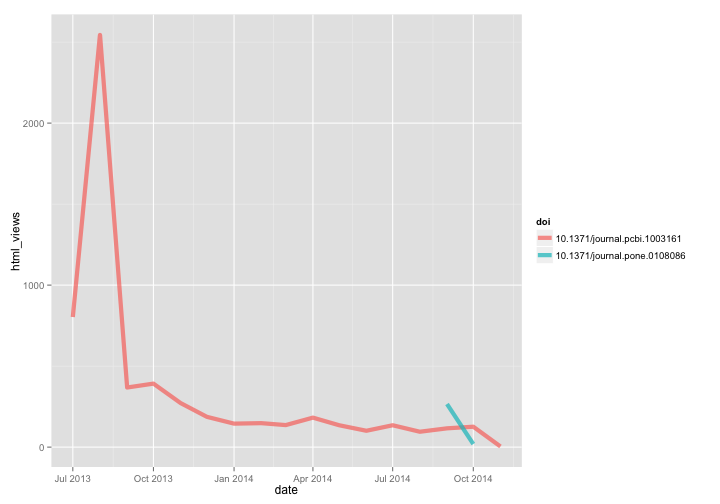 2000
1000
0
html_views
Jul 2013
Oct 2013
Jan 2014
Apr 2014
Jul 2014
Oct 2014
date
doi
10.1371/journal.pcbi.1003161
10.1371/journal.pone.0108086